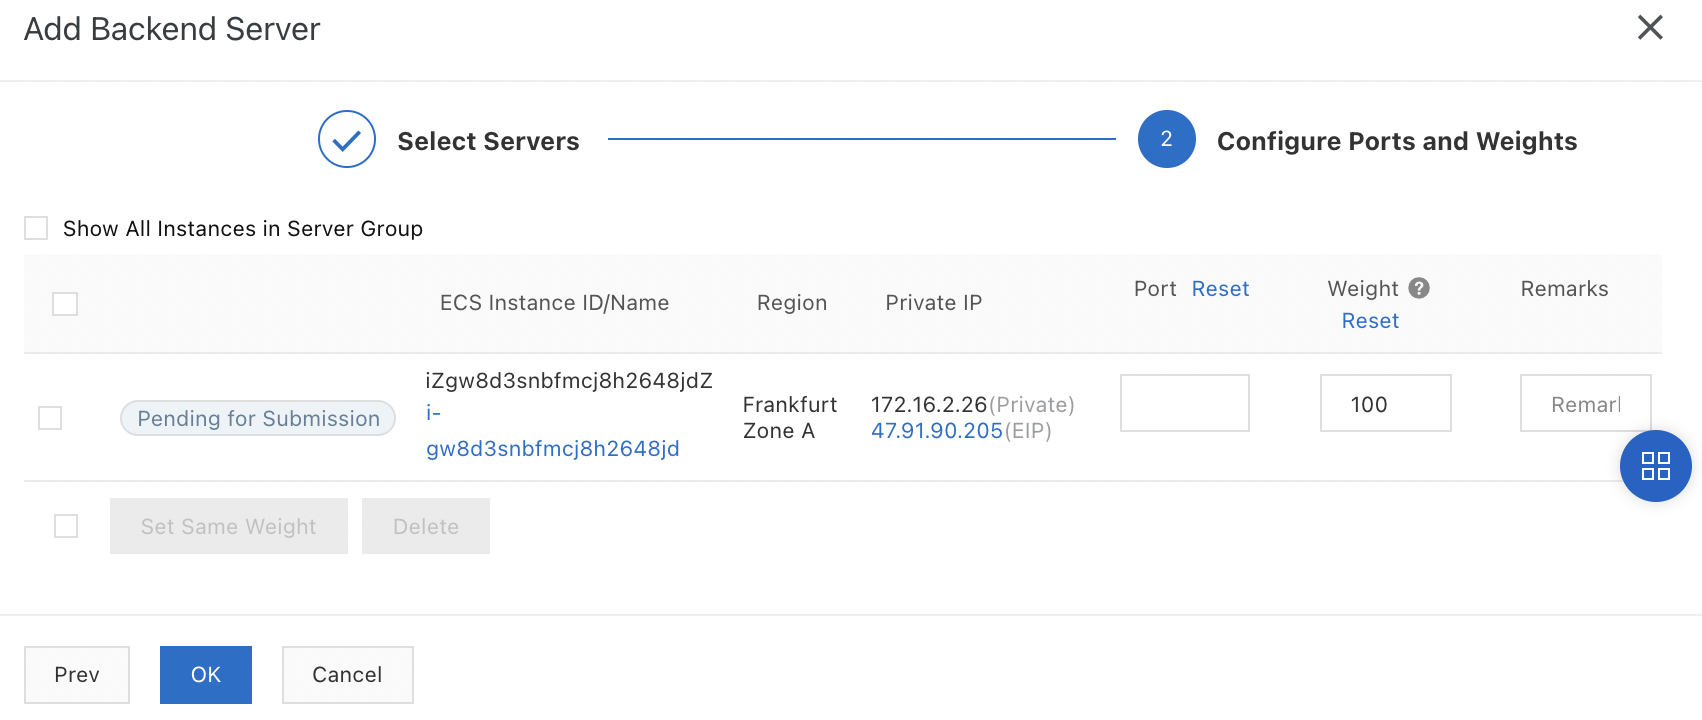 Add Backend Server
Select Servers
2
Configure Ports and Weights
Show All Instances in Server Group
ECS Instance ID/Name
Region
Private IP
Port Reset
Weight ?
Reset
Remarks
Pending for Submission
iZgw8d3snbfmcj8h2648jdZ
i-
gw8d3snbfmcj8h2648jd
Frankfurt
Zone A
172.16.2.26(Private)
47.91.90.205(EIP)
100
Remarl
Set Same Weight
Delete
Prev
OK
Cancel